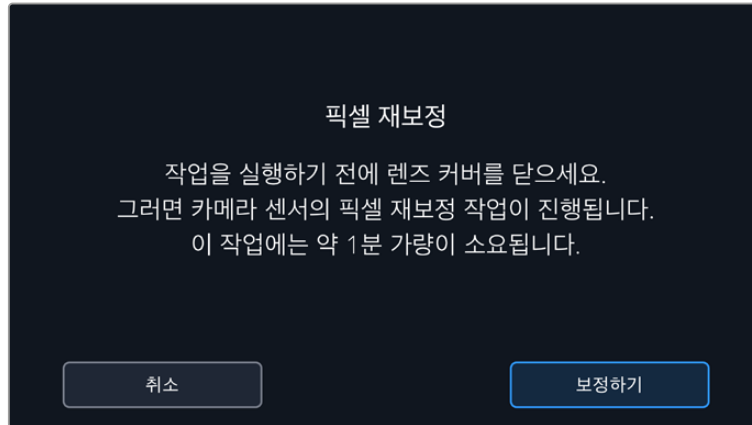 픽셀 재보정
작업을 실행하기 전에 렌즈 커버를 닫으세요.
그러면 카메라 센서의 픽셀 재보정 작업이 진행됩니다.
이 작업에는 약 1분 가량이 소요됩니다.
취소
보정하기